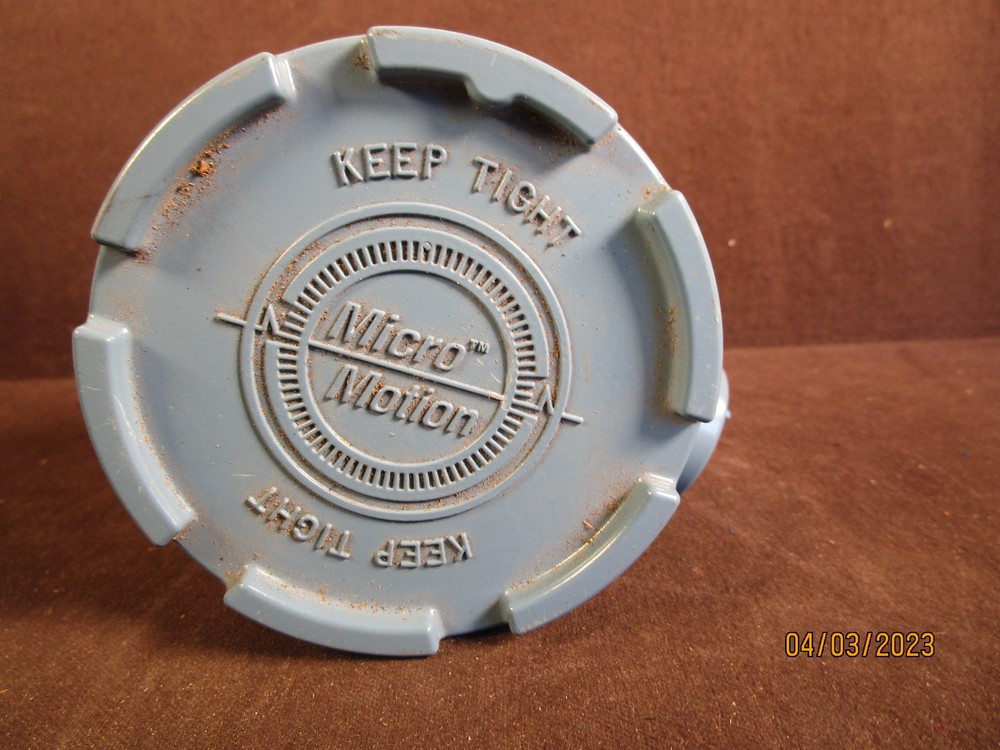 KEEP TIGHT
Micro™
Motion
KEEP TIGHT
04/03/2023